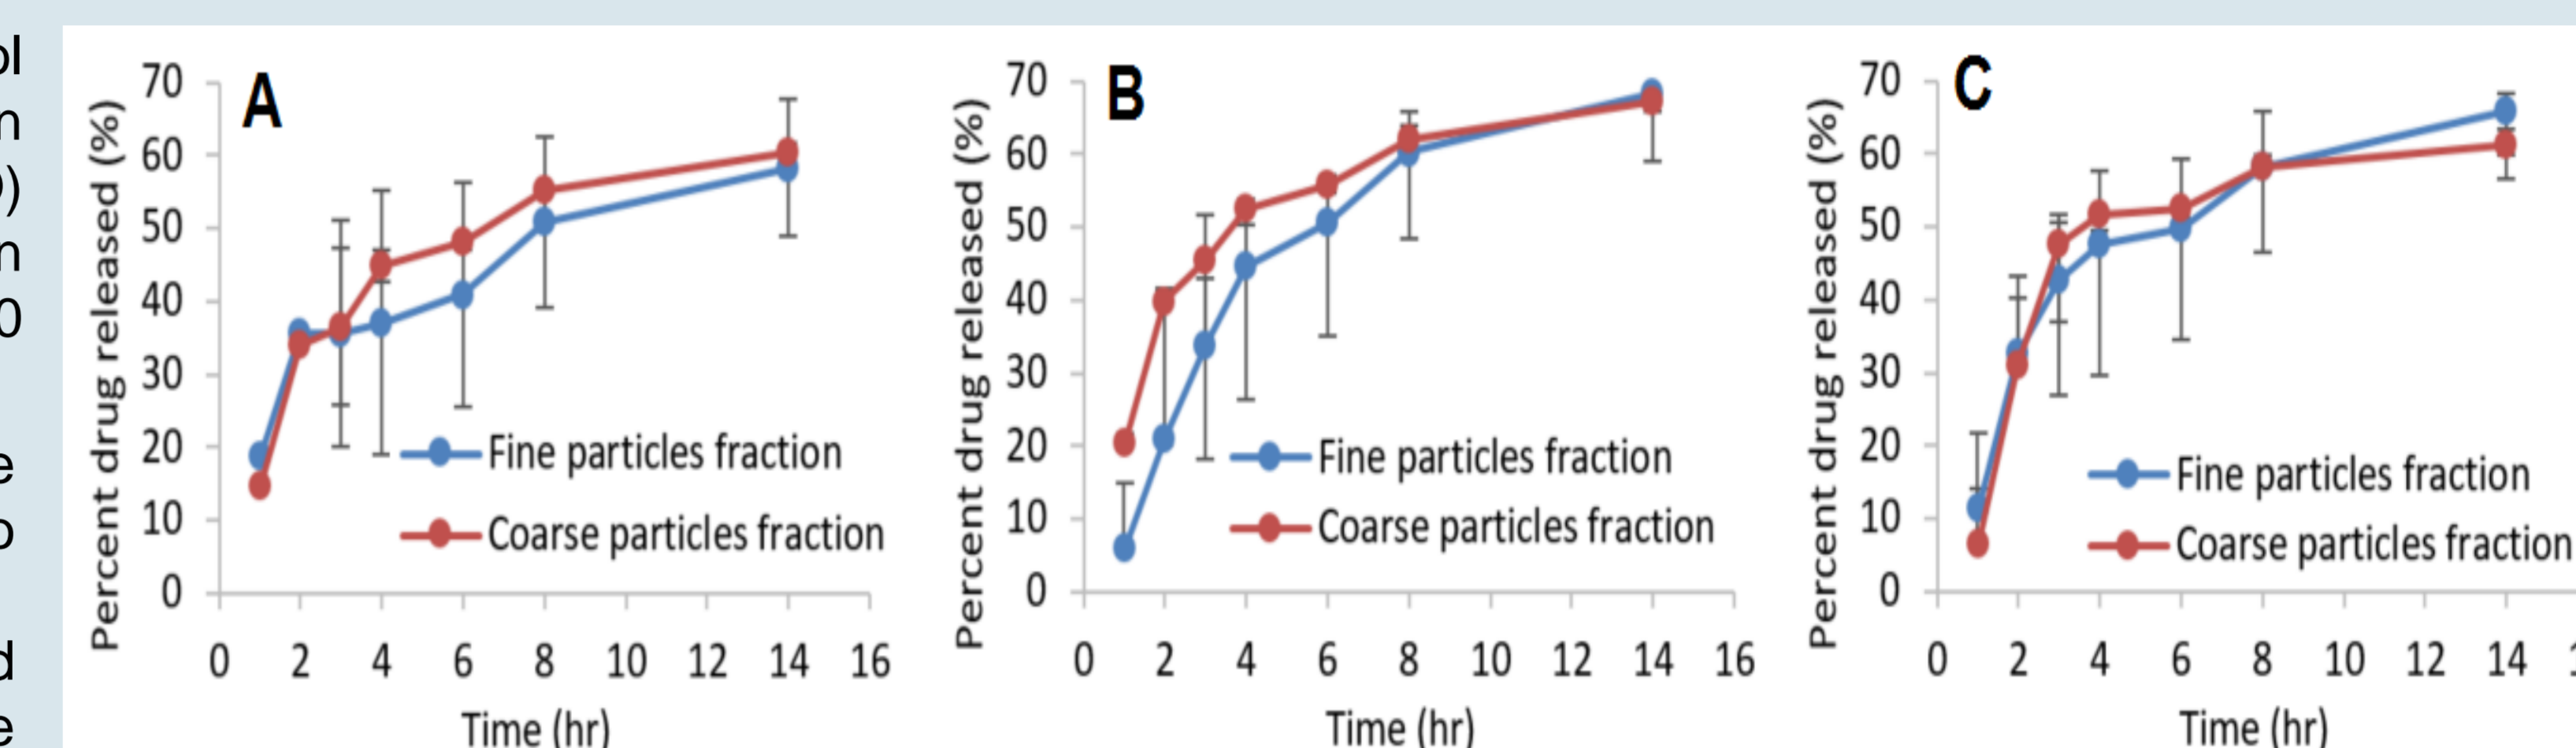 ol
n
)
n
0
e
o
d
e
A
Percent drug released (%)
70
60
50
40
30
20
10
0
Fine particles fraction
Coarse particles fraction
0 2 4 6 8 10 12 14 16
Time (hr)
B
Percent drug released (%)
70
60
50
40
30
20
10
0
Fine particles fraction
Coarse particles fraction
0 2 4 6 8 10 12 14 16
Time (hr)
C
Percent drug released (%)
70
60
50
40
30
20
10
0
Fine particles fraction
Coarse particles fraction
0 2 4 6 8 10 12 14
Time (hr)